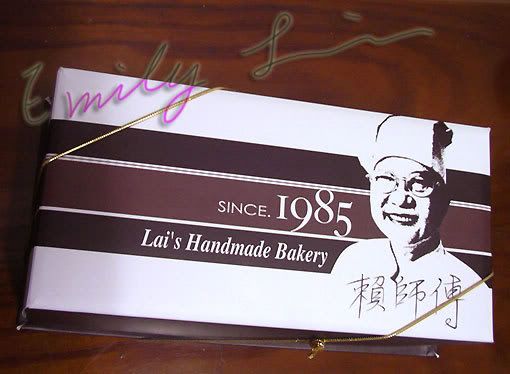 Emily Lin
SINCE. 1985
Lai's Handmade Bakery
賴師傅